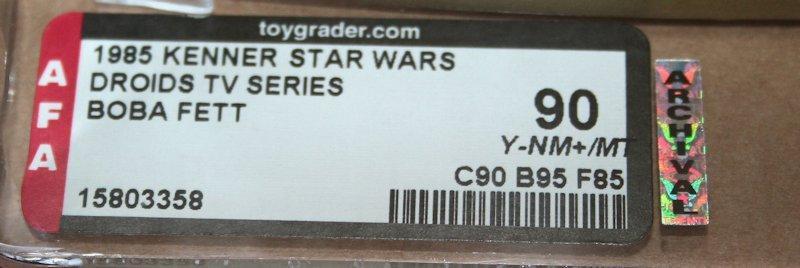 toygrader.com
AFA
1985 KENNER STAR WARS
DROIDS TV SERIES
BOBA FETT
90
Y-NM+/MT
C90 B95 F85
15803358
ARCHIVAL